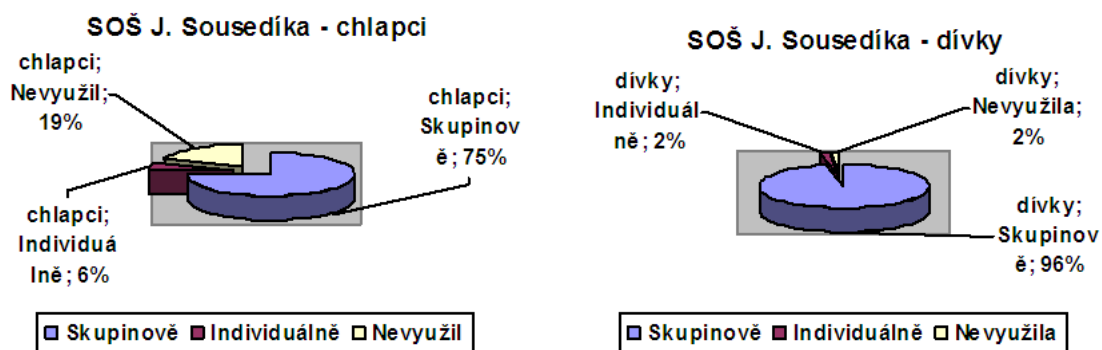 SOŠ J. Sousedíka - chlapci
chlapci;
Nevyužil;
19%
chlapci;
Skupinov
ě; 75%
chlapci;
Individuá
lně; 6%
Skupinově Individuálně Nevyužil
SOŠ J. Sousedíka - dívky
dívky;
Individuál
ně; 2%
dívky;
Nevyužila;
2%
dívky;
Skupinov
ě; 96%
Skupinově Individuálně Nevyužila